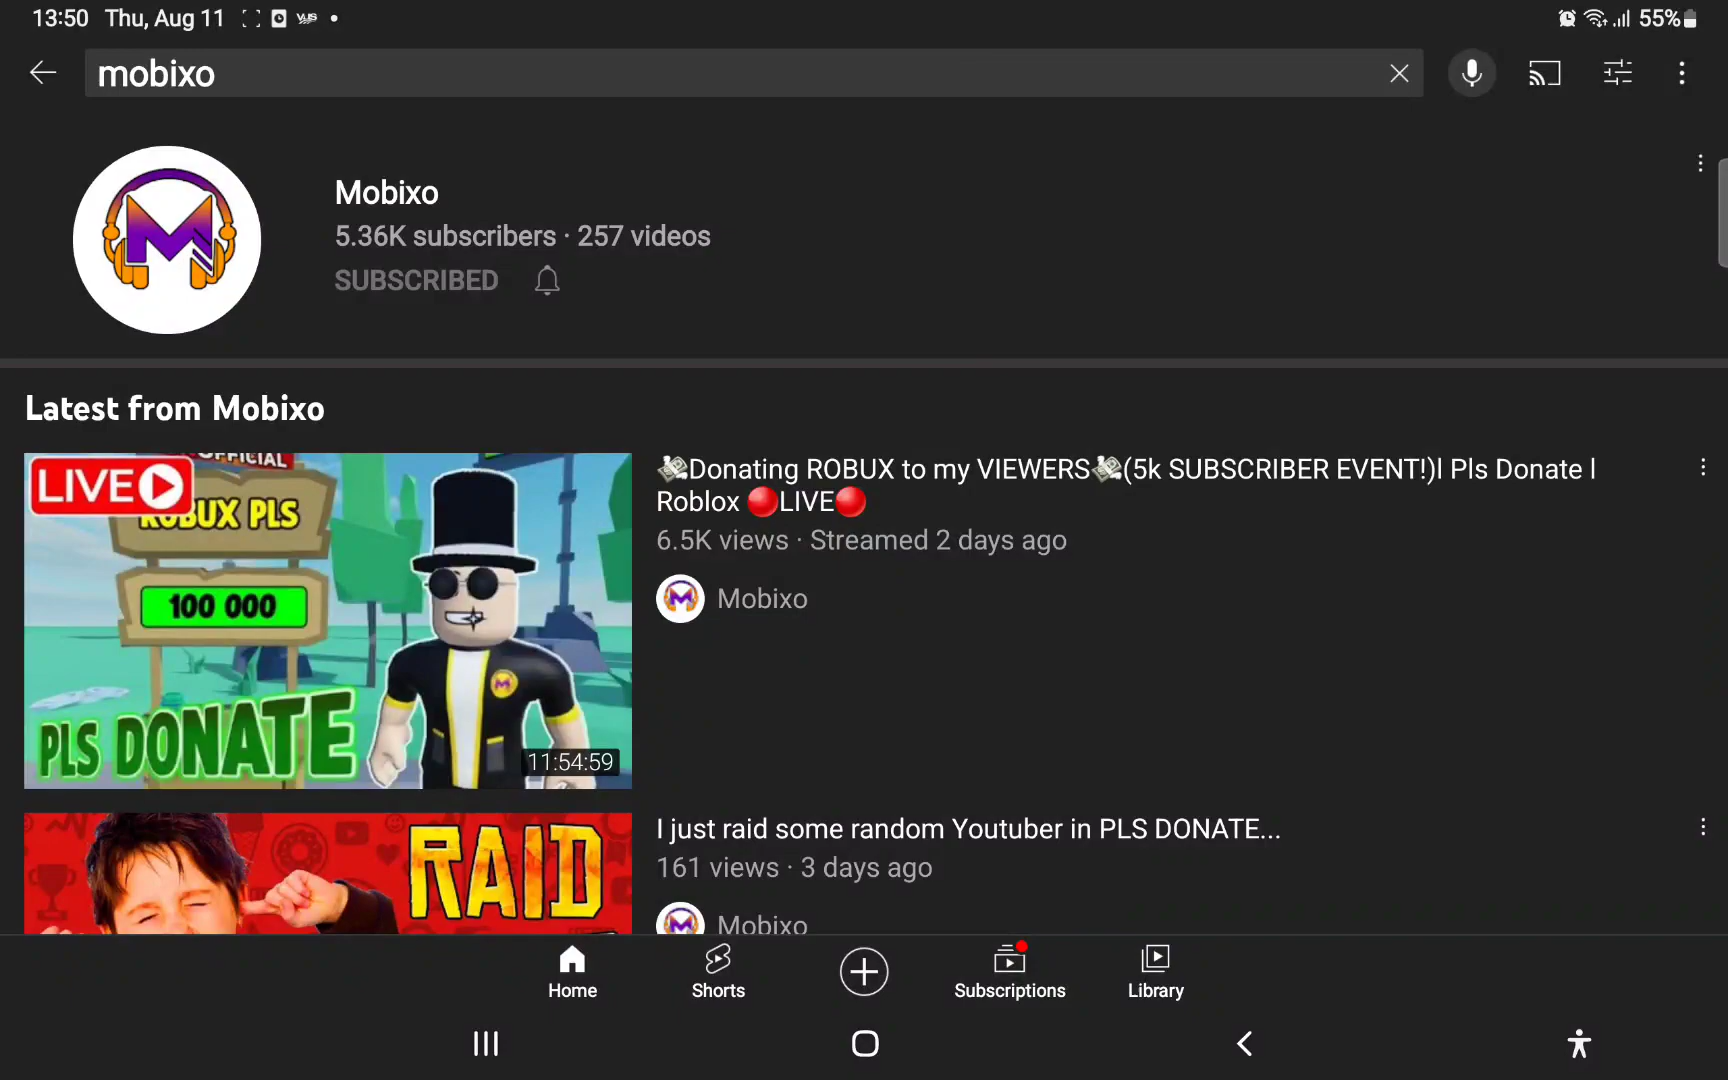 13:50 Thu, Aug 11
55%
mobixo
Mobixo
5.36K subscribers · 257 videos
SUBSCRIBED
Latest from Mobixo
OFFICIAL
LIVE
ROBUX PLS
100 000
PLS DONATE
11:54:59
💸Donating ROBUX to my VIEWERS💸(5k SUBSCRIBER EVENT!)l Pls Donate l
Roblox 🔴LIVE🔴
6.5K views · Streamed 2 days ago
Mobixo
RAID
I just raid some random Youtuber in PLS DONATE...
161 views · 3 days ago
Mobixo
Home
Shorts
Subscriptions
Library